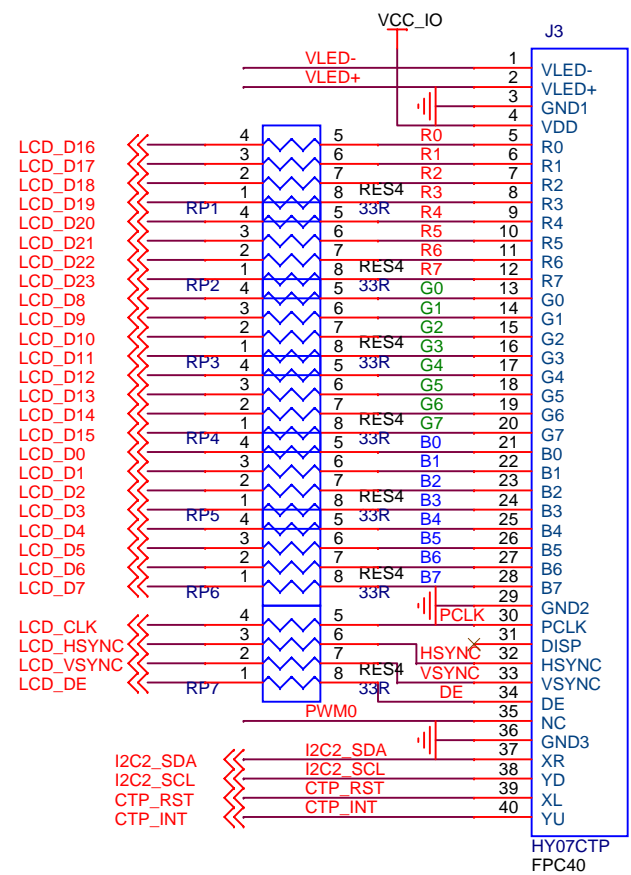 VCC_IO
J3
VLED- 1 VLED-
VLED+ 2 VLED+
3 GND1
4 VDD
LCD_D16 4 5 R0 5 R0
LCD_D17 3 6 R1 6 R1
LCD_D18 2 7 R2 7 R2
LCD_D19 RP1 1 8 RES4 33R R3 8 R3
LCD_D20 4 5 R4 9 R4
LCD_D21 3 6 R5 10 R5
LCD_D22 2 7 R6 11 R6
LCD_D23 RP2 1 8 RES4 33R R7 12 R7
LCD_D8 4 5 G0 13 G0
LCD_D9 3 6 G1 14 G1
LCD_D10 2 7 G2 15 G2
LCD_D11 RP3 1 8 RES4 33R G3 16 G3
LCD_D12 4 5 G4 17 G4
LCD_D13 3 6 G5 18 G5
LCD_D14 2 7 G6 19 G6
LCD_D15 RP4 1 8 RES4 33R G7 20 G7
LCD_D0 4 5 B0 21 B0
LCD_D1 3 6 B1 22 B1
LCD_D2 2 7 B2 23 B2
LCD_D3 RP5 1 8 RES4 33R B3 24 B3
LCD_D4 4 5 B4 25 B4
LCD_D5 3 6 B5 26 B5
LCD_D6 2 7 B6 27 B6
LCD_D7 RP6 1 8 RES4 33R B7 28 B7
29 GND2
LCD_CLK 4 5 PCLK 30 PCLK
31 DISP
LCD_HSYNC 3 6 HSYNC 32 HSYNC
LCD_VSYNC 2 7 VSYNC 33 VSYNC
LCD_DE RP7 1 8 RES4 33R DE 34 DE
PWM0 35 NC
36 GND3
I2C2_SDA I2C2_SDA 37 XR
I2C2_SCL I2C2_SCL 38 YD
CTP_RST CTP_RST 39 XL
CTP_INT CTP_INT 40 YU
HY07CTP
FPC40